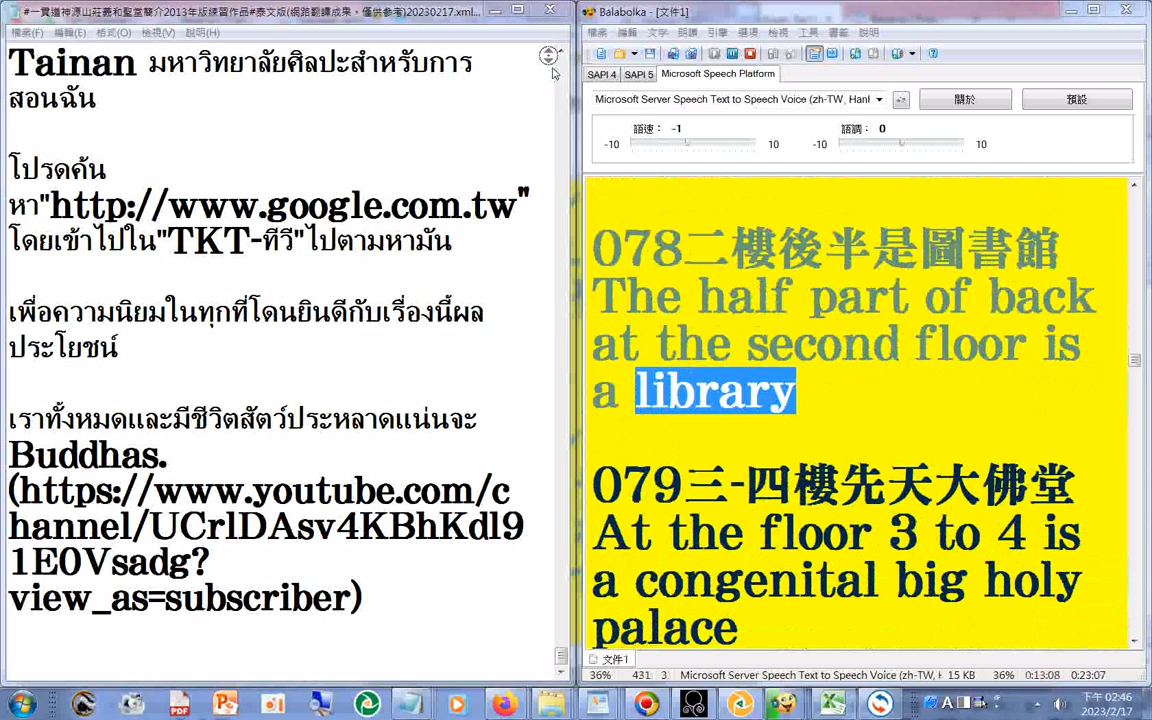 #一貫道神源山莊義和聖堂簡介2013年版練習作品#泰文版(網路翻譯成果。僅供參考)20230217.xml...
檔案(F) 編輯(E) 格式(O) 檢視(V) 說明(H)
Tainan มหาวิทยาลัยศิลปะสำหรับการ
สอนฉัน
โปรดค้น
หา"http://www.google.com.tw"
โดยเข้าไปใน"TKT-ทีวี"ไปตามหามัน
เพื่อความนิยมในทุกที่โดนยินดีกับเรื่องนี้ผล
ประโยชน์
เราทั้งหมดและมีชีวิตสัตว์ประหลาดแน่นจะ
Buddhas.
(https://www.youtube.com/c
hannel/UCrlDAsv4KBhKdl9
1E0Vsadg?
view_as=subscriber)
Balabolka - [文件1]
檔案 編輯 文字 朗讀 引擎 選項 檢視 工具 說明
SAPI 4 SAPI 5 Microsoft Speech Platform
Microsoft Server Speech Text to Speech Voice (zh-TW, Hanl
關於 預設
語速： -1 語調： 0
-10 10 -10 10
078二樓後半是圖書館
The half part of back
at the second floor is
a library
079三-四樓先天大佛堂
At the floor 3 to 4 is
a congenital big holy
palace
文件1
36% 431: 3 Microsoft Speech Platform Microsoft Server Speech Text to Speech Voice (zh-TW, H 15 KB 36% 0:13:08 0:23:07
下午 02:46
2023/2/17